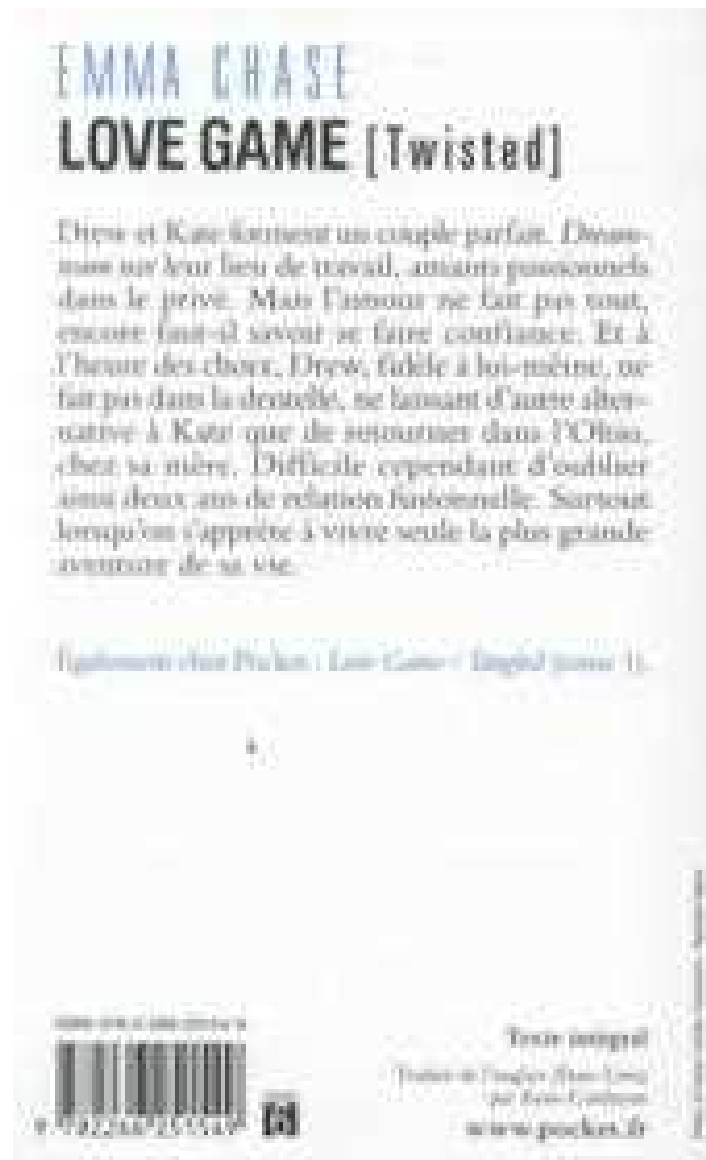 EMMA CHASE
LOVE GAME [Twisted]
Drew et Kate forment un couple parfait. Dream-
team sur leur lieu de travail, amants passionnels
dans le privé. Mais l'amour ne fait pas tout,
encore faut-il savoir se faire confiance. Et à
l'heure des choix, Drew, fidèle à lui-même, ne
fait pas dans la dentelle, ne laissant d'autre alter-
native à Kate que de retourner dans l'Ohio,
chez sa mère. Difficile cependant d'oublier
ainsi deux ans de relation fusionnelle. Surtout
lorsqu'on s'apprête à vivre seule la plus grande
aventure de sa vie.
Également chez Pocket : Love Game – Tangled (tome 1).
Texte intégral
Traduit de l'anglais (États-Unis)
par
www.pocket.fr